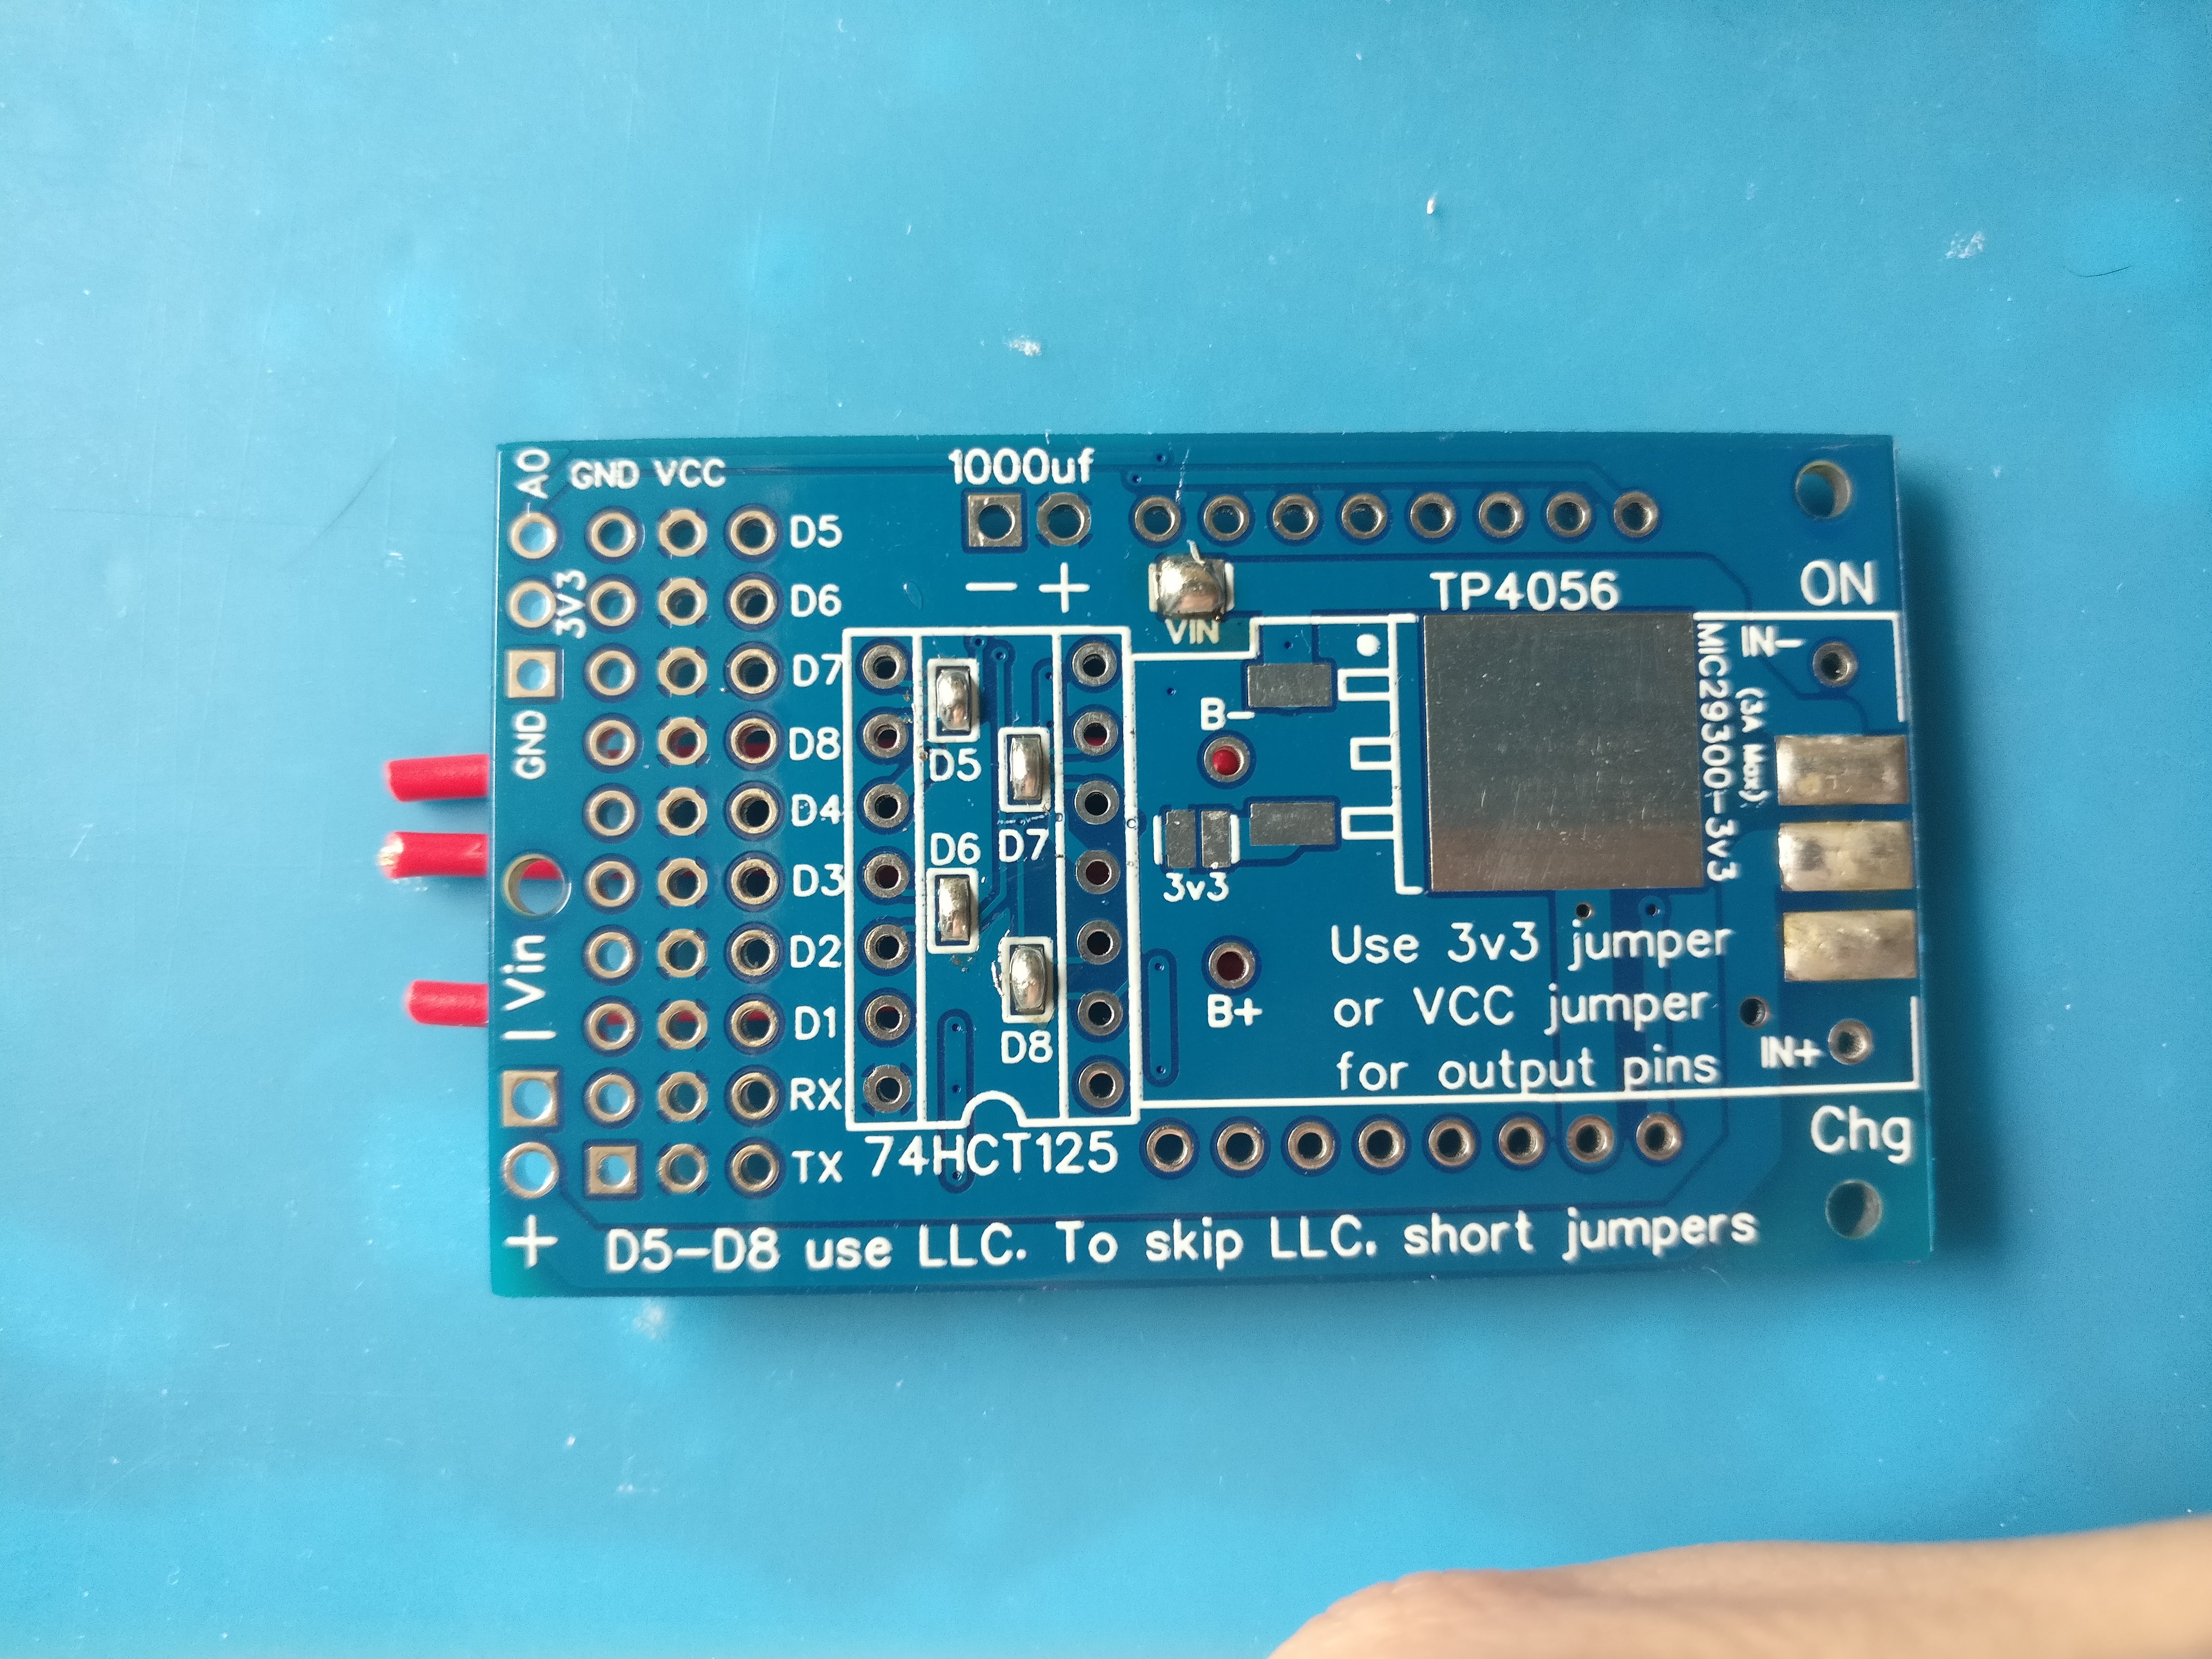 A0
GND VCC
1000uf
D5
3V3
D6
- +
VIN
TP4056
ON
IN-
D7
D5
B-
MIC29300-3v3
(3A Max)
GND
D8
D4
D6
D7
3v3
D3
Use 3v3 jumper
or VCC jumper
for output pins
D2
Vin
B+
D1
D8
IN+
RX
-
Chg
TX
74HCT125
+
D5-D8 use LLC. To skip LLC. short jumpers